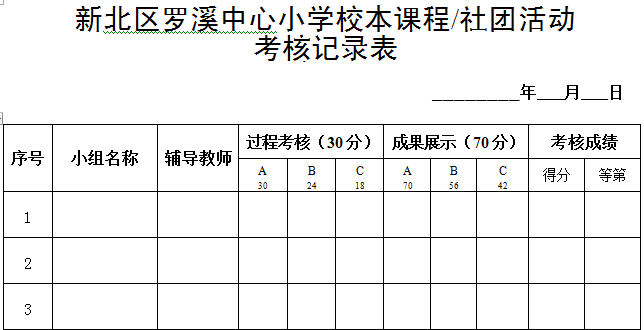 新北区罗溪中心小学校本课程/社团活动
考核记录表
________年___月___日
序号 小组名称 辅导教师 过程考核（30分） 成果展示（70分） 考核成绩
A B C A B C 得分 等第
30 24 18 70 56 42
1
2
3